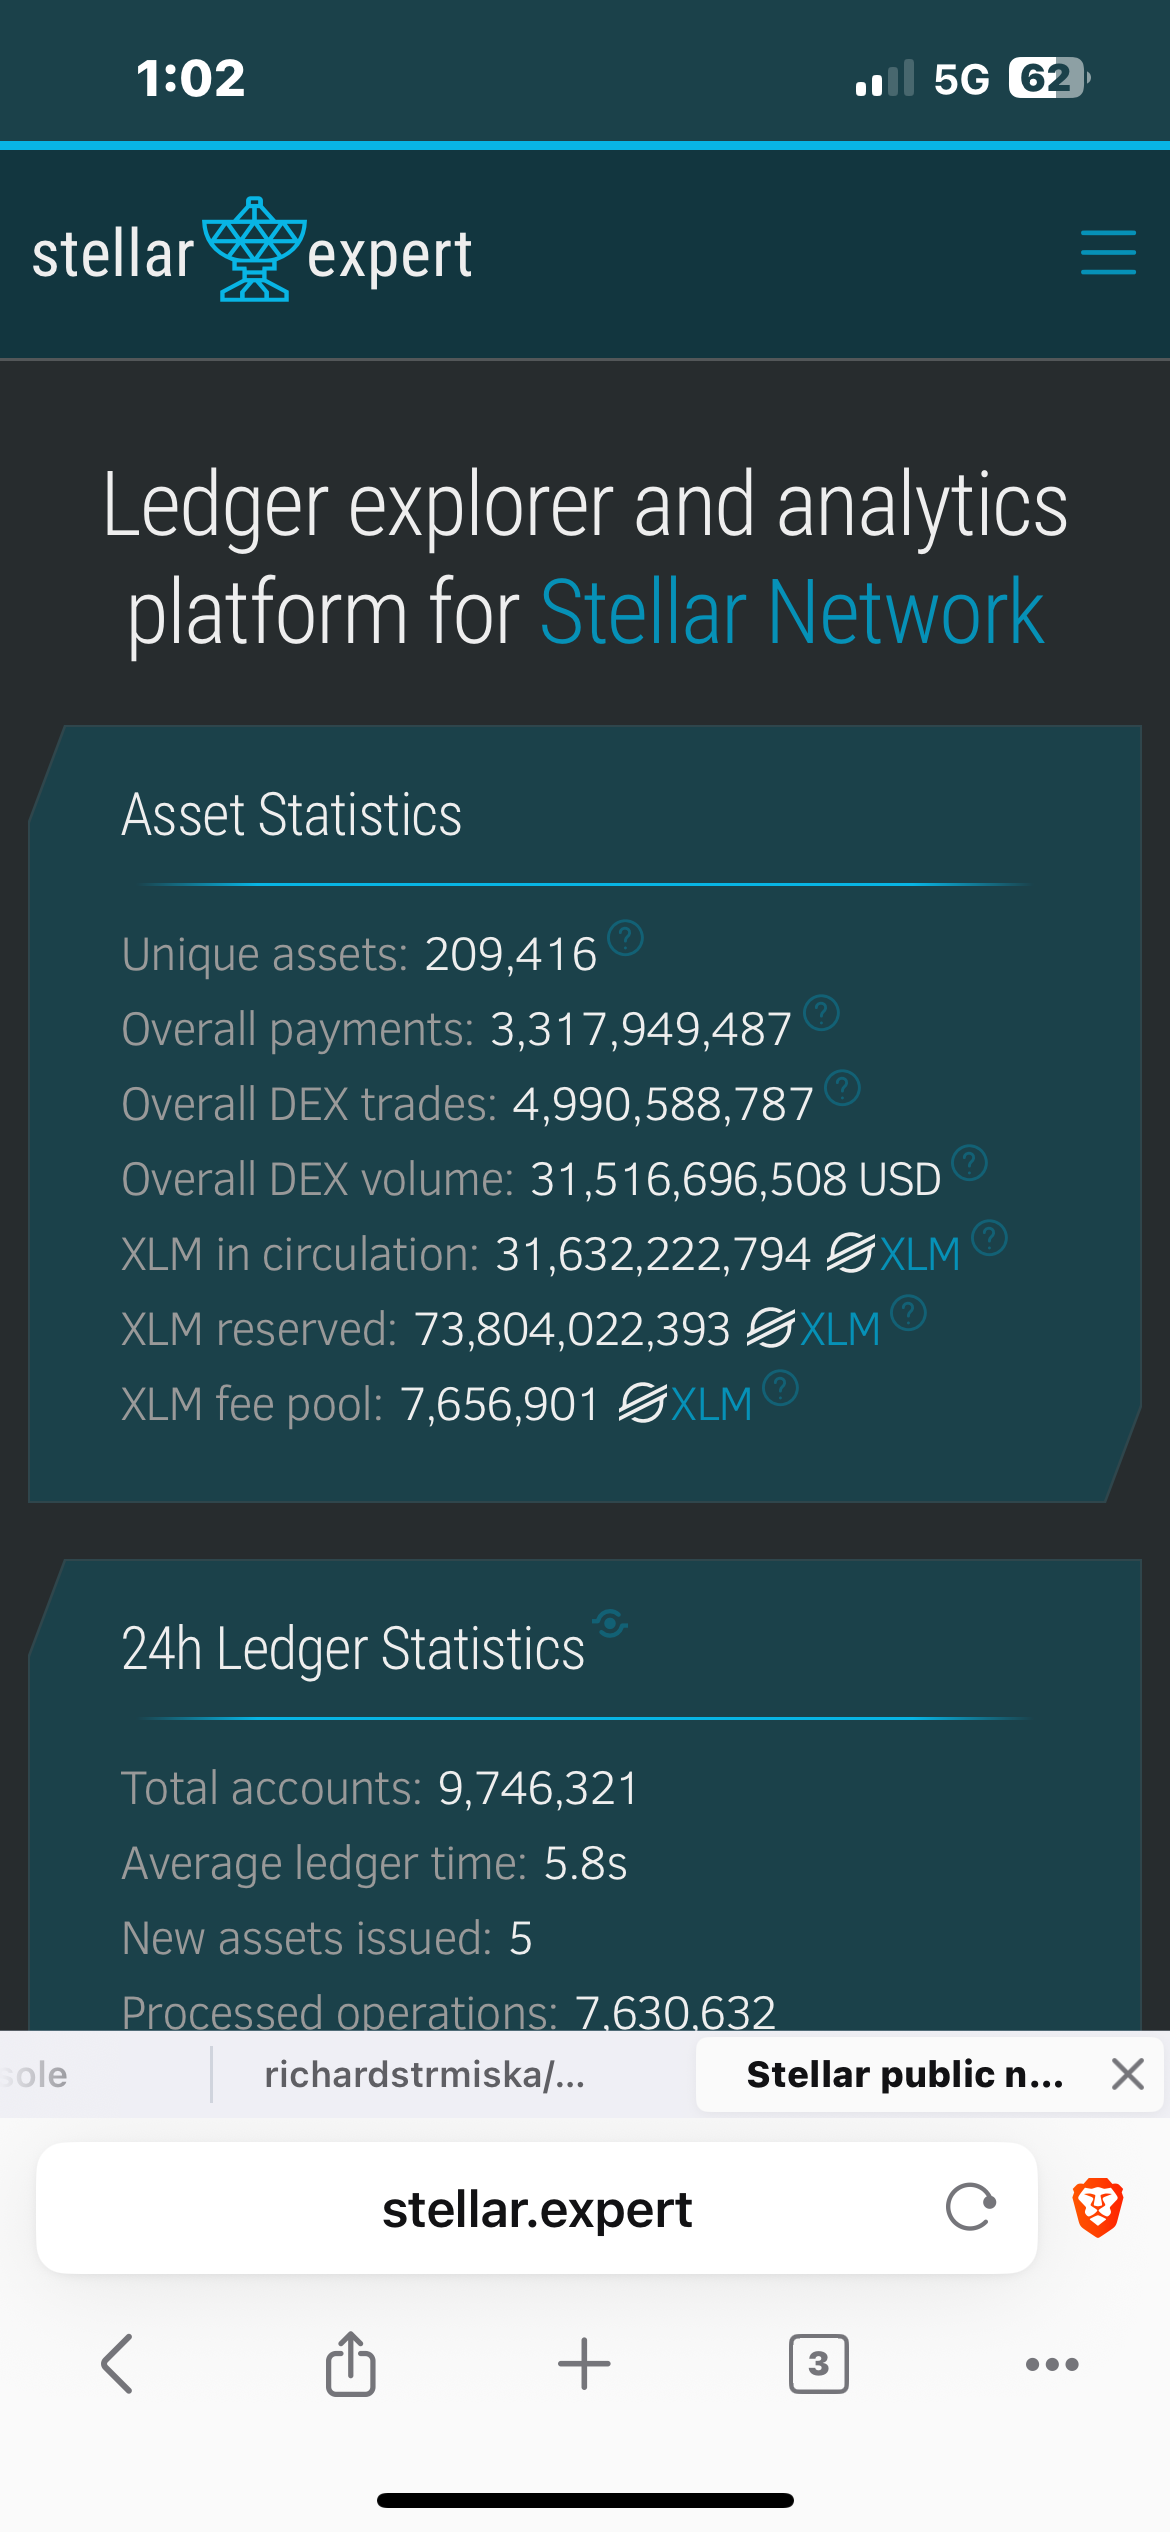 1:02
5G 62
stellar expert
Ledger explorer and analytics
platform for Stellar Network
Asset Statistics
Unique assets: 209,416 ?
Overall payments: 3,317,949,487 ?
Overall DEX trades: 4,990,588,787 ?
Overall DEX volume: 31,516,696,508 USD ?
XLM in circulation: 31,632,222,794 XLM ?
XLM reserved: 73,804,022,393 XLM ?
XLM fee pool: 7,656,901 XLM ?
24h Ledger Statistics
Total accounts: 9,746,321
Average ledger time: 5.8s
New assets issued: 5
Processed operations: 7,630,632
sole richardstrmiska/... Stellar public n...
stellar.expert
3